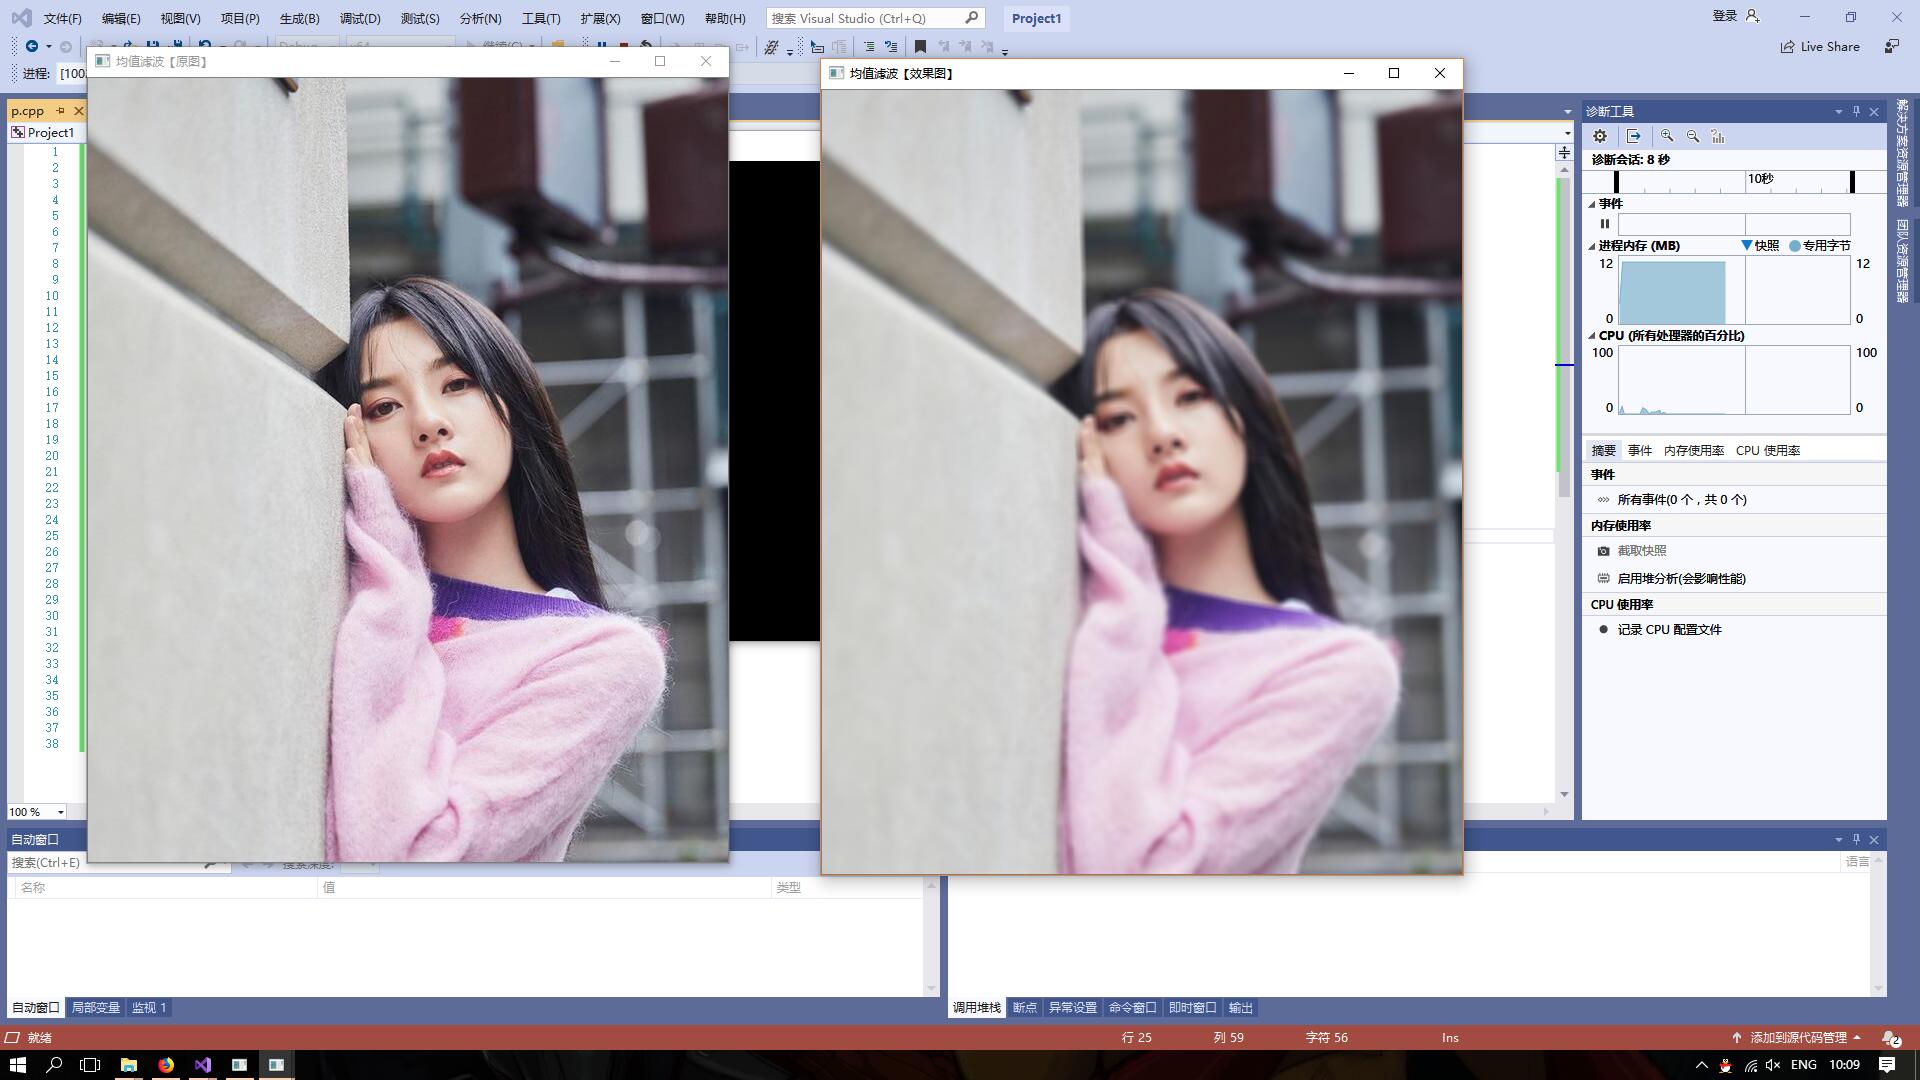 文件(F) 编辑(E) 视图(V) 项目(P) 生成(B) 调试(D) 测试(S) 分析(N) 工具(T) 扩展(X) 窗口(W) 帮助(H) 搜索 Visual Studio (Ctrl+Q) Project1 登录
Live Share
进程: [100
均值滤波【原图】
均值滤波【效果图】
p.cpp
Project1
1
2
3
4
5
6
7
8
9
10
11
12
13
14
15
16
17
18
19
20
21
22
23
24
25
26
27
28
29
30
31
32
33
34
35
36
37
38
100 %
诊断工具
诊断会话: 8 秒
10秒
事件
进程内存 (MB) 快照 专用字节
12 12
0 0
CPU (所有处理器的百分比)
100 100
0 0
摘要 事件 内存使用率 CPU 使用率
事件
所有事件(0 个，共 0 个)
内存使用率
截取快照
启用堆分析(会影响性能)
CPU 使用率
记录 CPU 配置文件
解决方案资源管理器
团队资源管理器
自动窗口
搜索(Ctrl+E)
名称 值 类型
语言
自动窗口 局部变量 监视 1
调用堆栈 断点 异常设置 命令窗口 即时窗口 输出
就绪 行 25 列 59 字符 56 Ins 添加到源代码管理 2
ENG 10:09